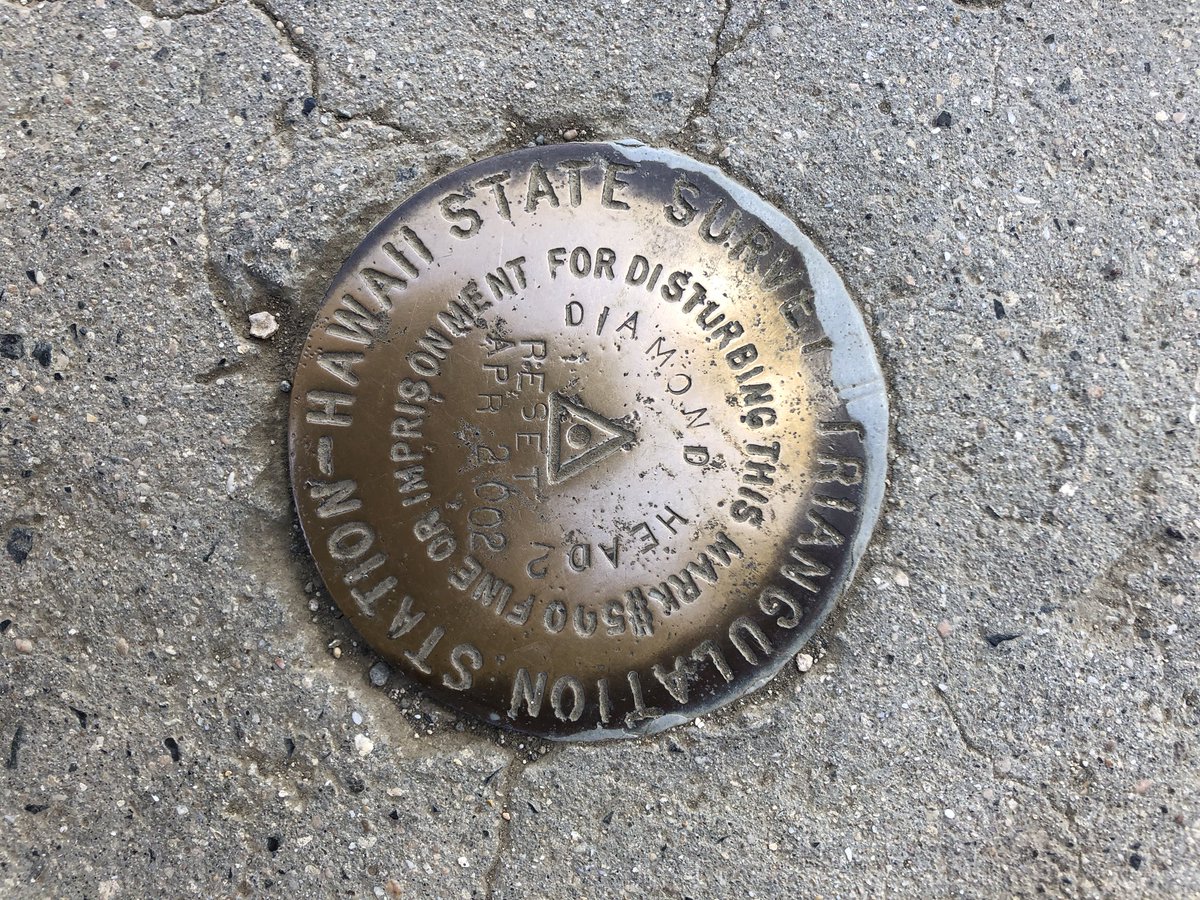 HAWAII STATE SURVEY TRIANGULATION STATION—
$500 FINE OR IMPRISONMENT FOR DISTURBING THIS MARK
DIAMOND HEAD 2
RESET
APR 2002